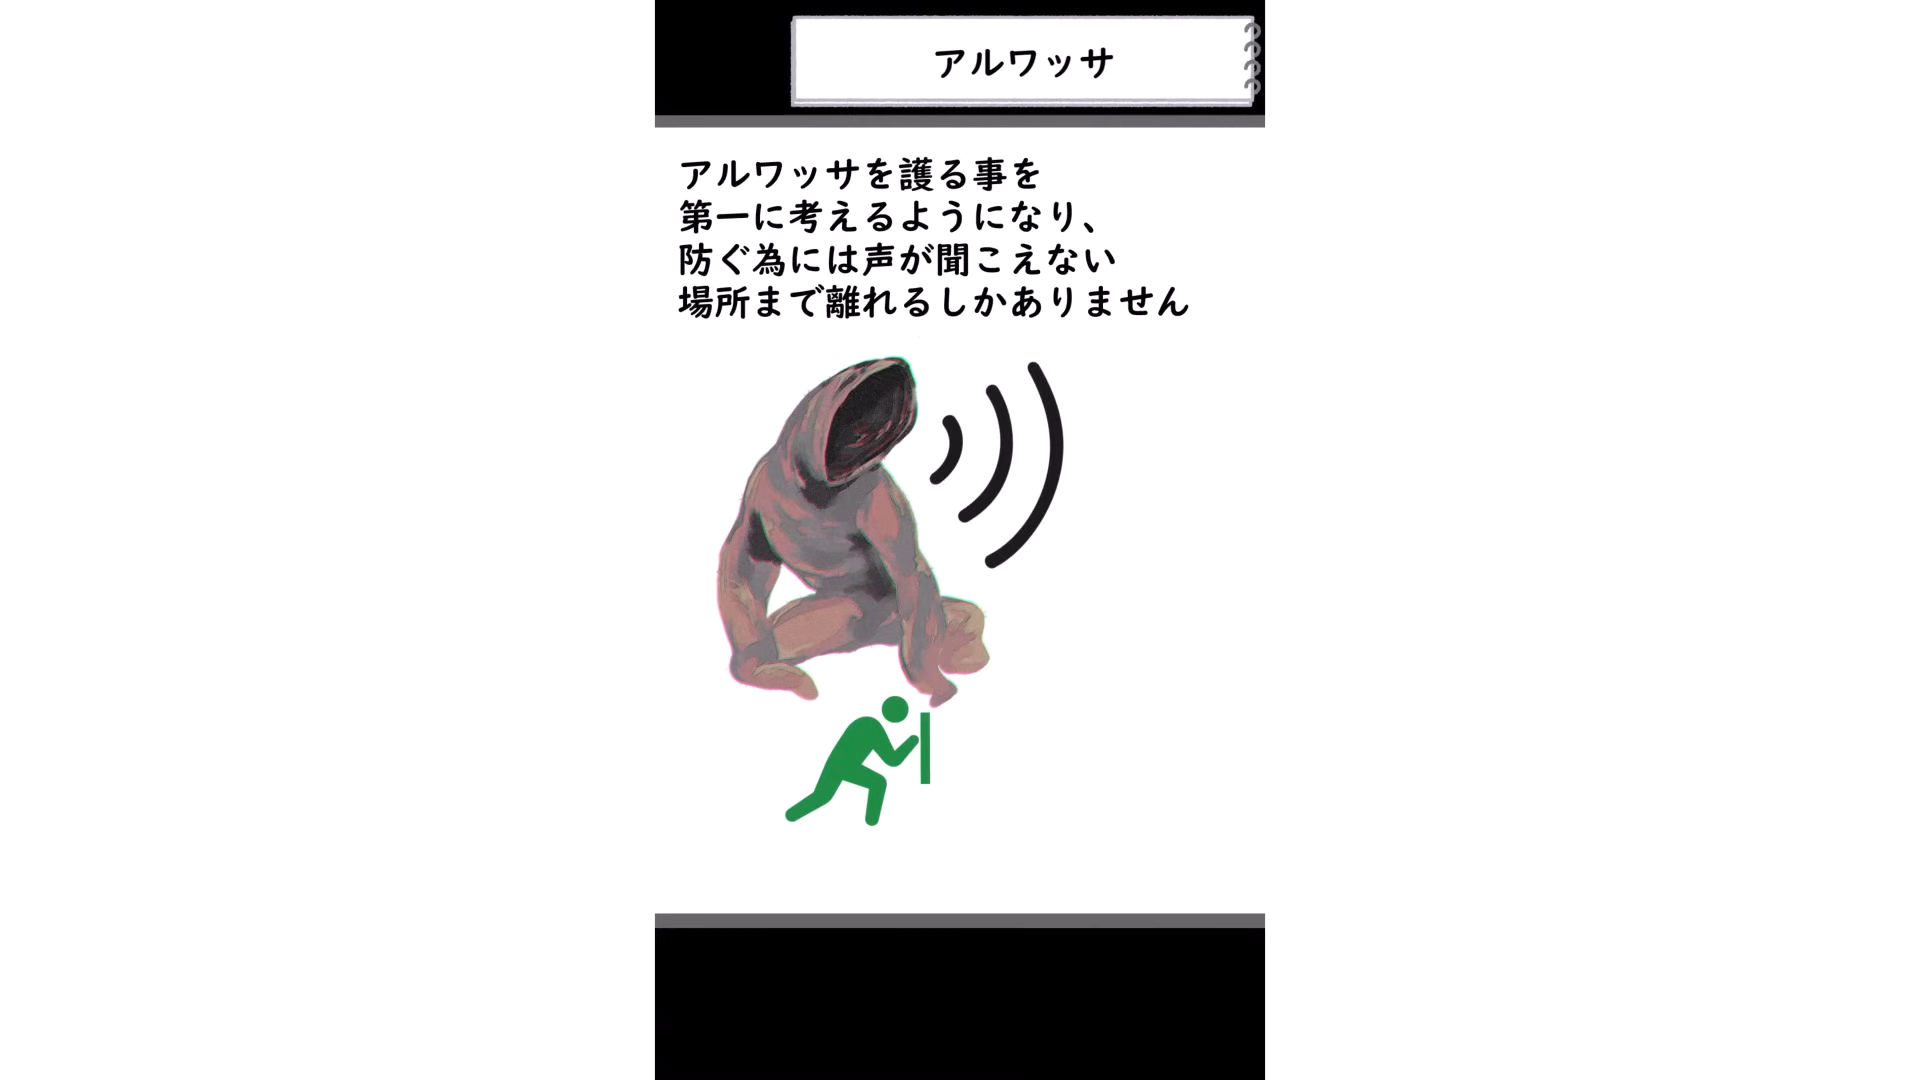 アルワッサ
アルワッサを護る事を
第一に考えるようになり、
防ぐ為には声が聞こえない
場所まで離れるしかありません